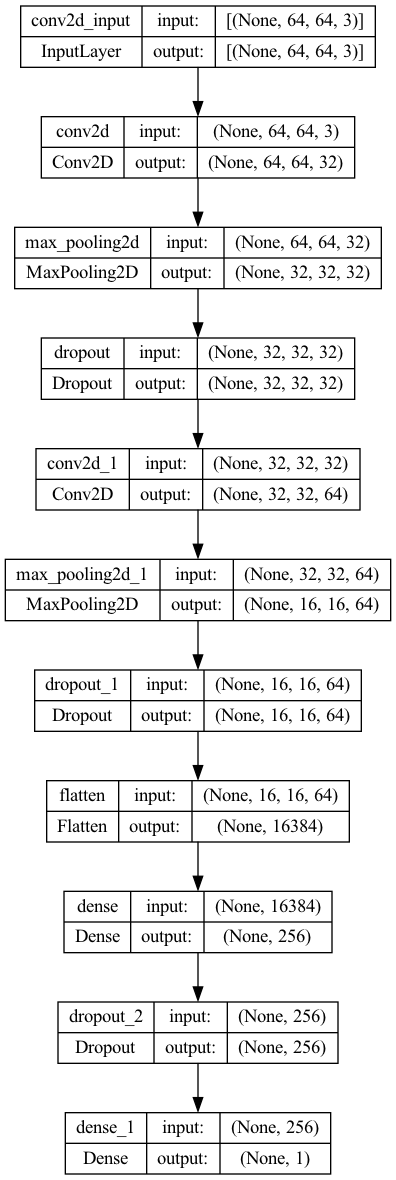 conv2d_input input: [(None, 64, 64, 3)]
InputLayer output: [(None, 64, 64, 3)]
conv2d input: (None, 64, 64, 3)
Conv2D output: (None, 64, 64, 32)
max_pooling2d input: (None, 64, 64, 32)
MaxPooling2D output: (None, 32, 32, 32)
dropout input: (None, 32, 32, 32)
Dropout output: (None, 32, 32, 32)
conv2d_1 input: (None, 32, 32, 32)
Conv2D output: (None, 32, 32, 64)
max_pooling2d_1 input: (None, 32, 32, 64)
MaxPooling2D output: (None, 16, 16, 64)
dropout_1 input: (None, 16, 16, 64)
Dropout output: (None, 16, 16, 64)
flatten input: (None, 16, 16, 64)
Flatten output: (None, 16384)
dense input: (None, 16384)
Dense output: (None, 256)
dropout_2 input: (None, 256)
Dropout output: (None, 256)
dense_1 input: (None, 256)
Dense output: (None, 1)